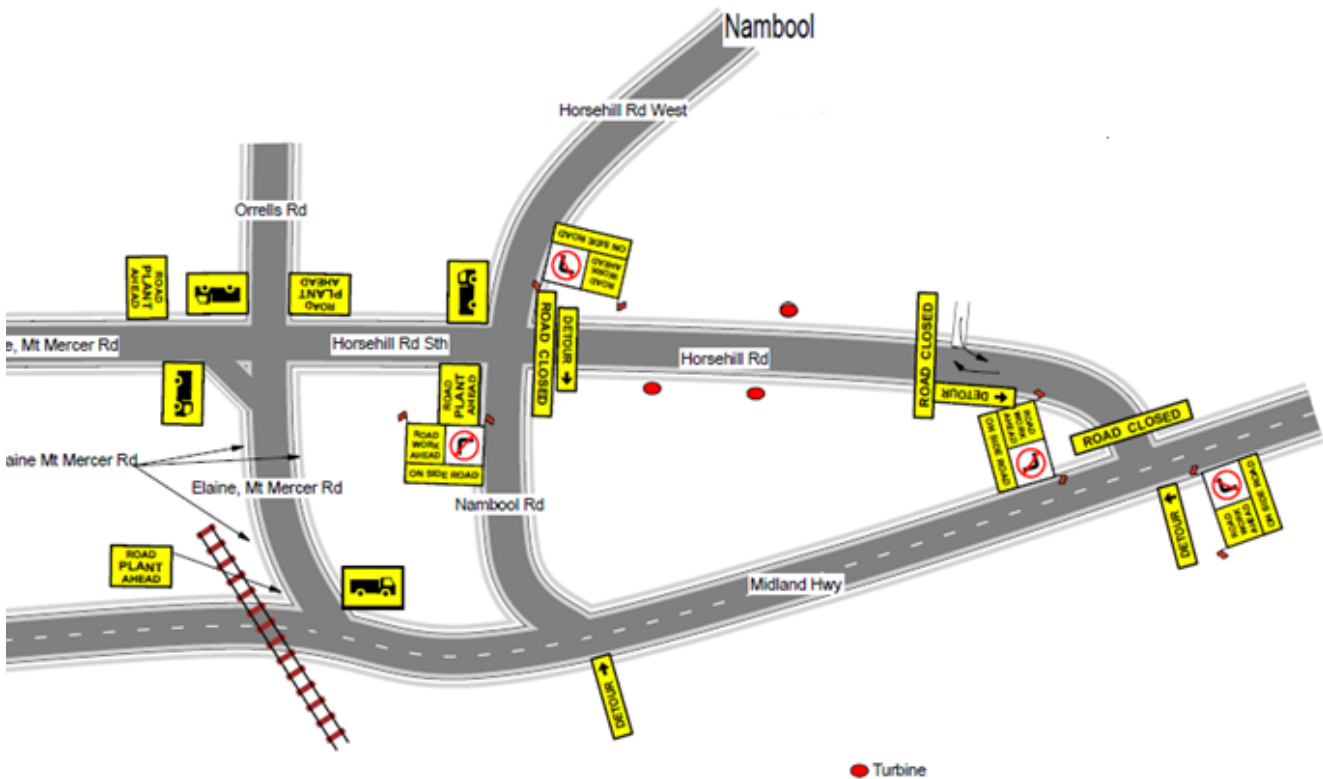 Nambool
Horsehill Rd West
Orrells Rd
ON SIDE ROAD
ROAD
WORK
AHEAD
ROAD
PLANT
AHEAD
ROAD
PLANT
AHEAD
ROAD CLOSED
DETOUR
ROAD CLOSED
e, Mt Mercer Rd
Horsehill Rd Sth
Horsehill Rd
ROAD
PLANT
AHEAD
DETOUR
ROAD
WORK
AHEAD
ON SIDE ROAD
ROAD CLOSED
ROAD
WORK
AHEAD
ON SIDE ROAD
aine Mt Mercer Rd
Elaine, Mt Mercer Rd
Nambool Rd
DETOUR
ROAD
WORK
AHEAD
ON SIDE ROAD
ROAD
PLANT
AHEAD
Midland Hwy
DETOUR
Turbine